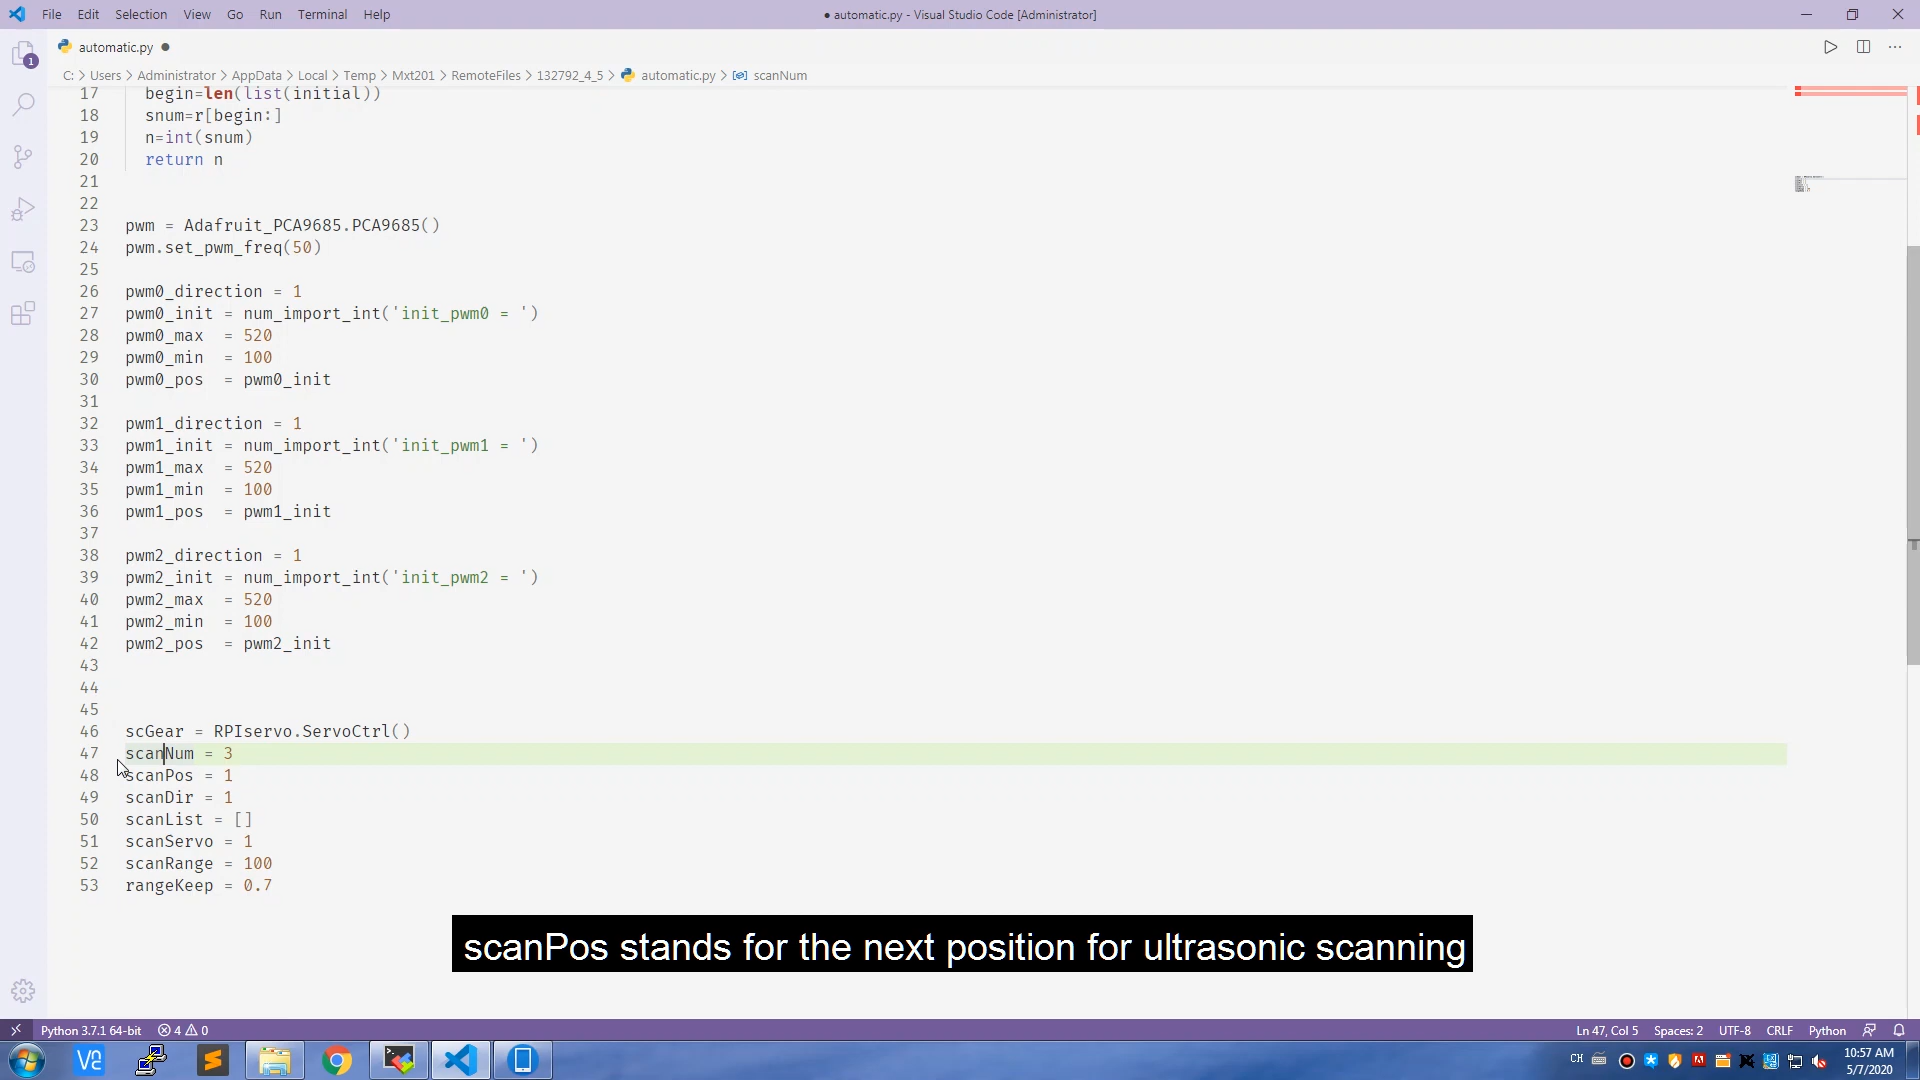 File Edit Selection View Go Run Terminal Help
● automatic.py - Visual Studio Code [Administrator]
automatic.py ●
C: > Users > Administrator > AppData > Local > Temp > Mxt201 > RemoteFiles > 132792_4_5 > automatic.py > scanNum
17 begin=len(list(initial))
18 snum=r[begin:]
19 n=int(snum)
20 return n
21
22
23 pwm = Adafruit_PCA9685.PCA9685()
24 pwm.set_pwm_freq(50)
25
26 pwm0_direction = 1
27 pwm0_init = num_import_int('init_pwm0 = ')
28 pwm0_max  = 520
29 pwm0_min  = 100
30 pwm0_pos  = pwm0_init
31
32 pwm1_direction = 1
33 pwm1_init = num_import_int('init_pwm1 = ')
34 pwm1_max  = 520
35 pwm1_min  = 100
36 pwm1_pos  = pwm1_init
37
38 pwm2_direction = 1
39 pwm2_init = num_import_int('init_pwm2 = ')
40 pwm2_max  = 520
41 pwm2_min  = 100
42 pwm2_pos  = pwm2_init
43
44
45
46 scGear = RPIservo.ServoCtrl()
47 scanNum = 3
48 scanPos = 1
49 scanDir = 1
50 scanList = []
51 scanServo = 1
52 scanRange = 100
53 rangeKeep = 0.7
scanPos stands for the next position for ultrasonic scanning
Python 3.7.1 64-bit 4 0 Ln 47, Col 5 Spaces: 2 UTF-8 CRLF Python
CH 10:57 AM
5/7/2020